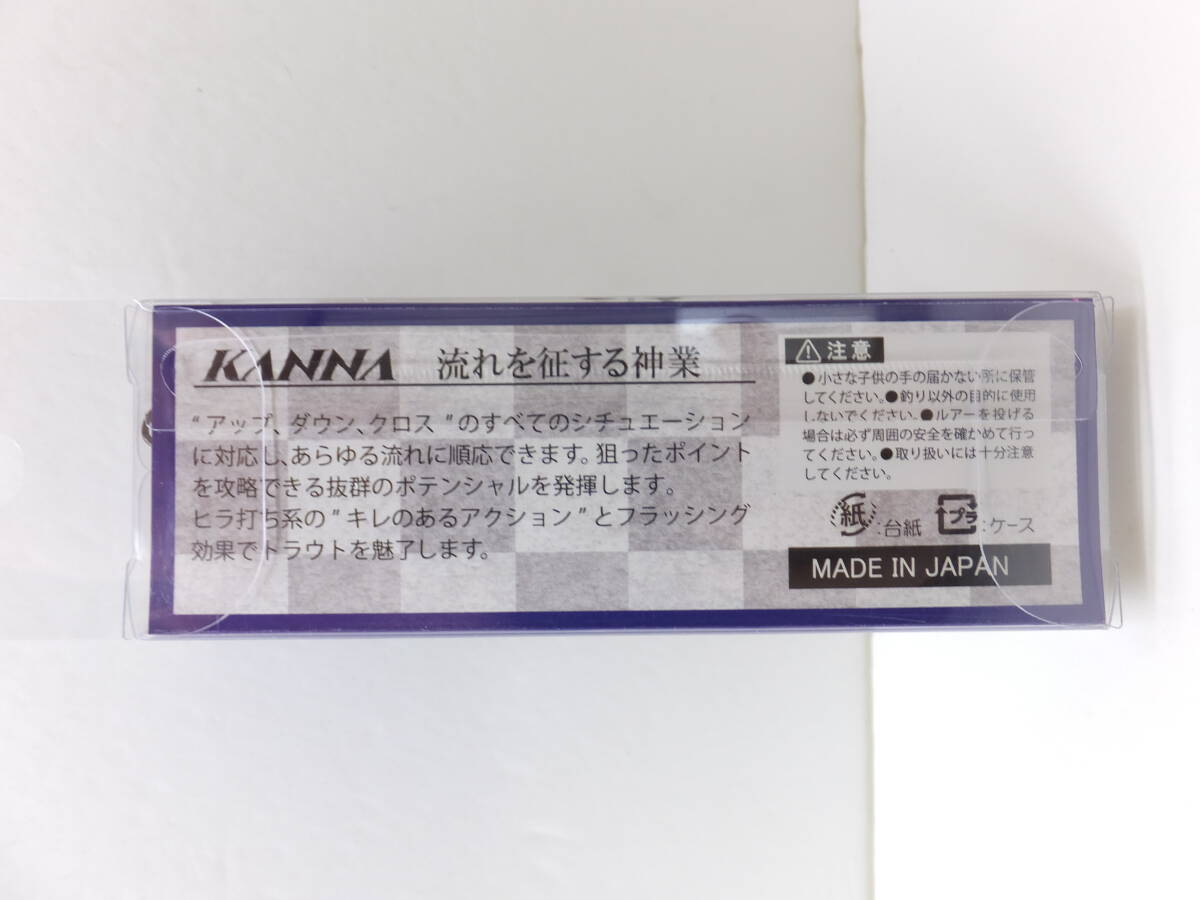 KANNA 流れを征する神業
“アップ、ダウン、クロス”のすべてのシチュエーション
に対応し、あらゆる流れに順応できます。狙ったポイント
を攻略できる抜群のポテンシャルを発揮します。
ヒラ打ち系の“キレのあるアクション”とフラッシング
効果でトラウトを魅了します。
注意
●小さな子供の手の届かない所に保管
してください。●釣り以外の目的に使用
しないでください。●ルアーを投げる
場合は必ず周囲の安全を確かめて行っ
てください。●取り扱いには十分注意
してください。
紙:台紙 プラ:ケース
MADE IN JAPAN